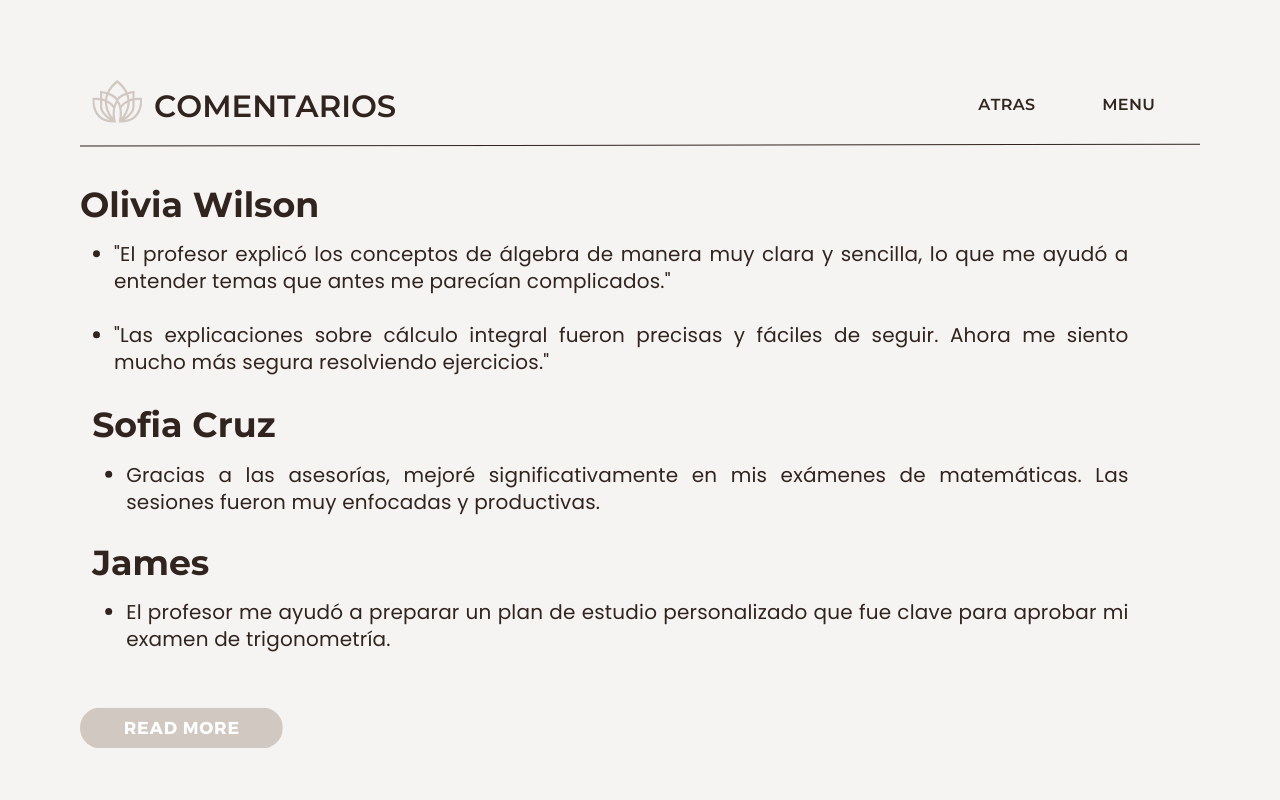 COMENTARIOS
ATRAS
MENU
Olivia Wilson
• "El profesor explicó los conceptos de álgebra de manera muy clara y sencilla, lo que me ayudó a
entender temas que antes me parecían complicados."
• "Las explicaciones sobre cálculo integral fueron precisas y fáciles de seguir. Ahora me siento
mucho más segura resolviendo ejercicios."
Sofia Cruz
• Gracias a las asesorías, mejoré significativamente en mis exámenes de matemáticas. Las
sesiones fueron muy enfocadas y productivas.
James
• El profesor me ayudó a preparar un plan de estudio personalizado que fue clave para aprobar mi
examen de trigonometría.
READ MORE